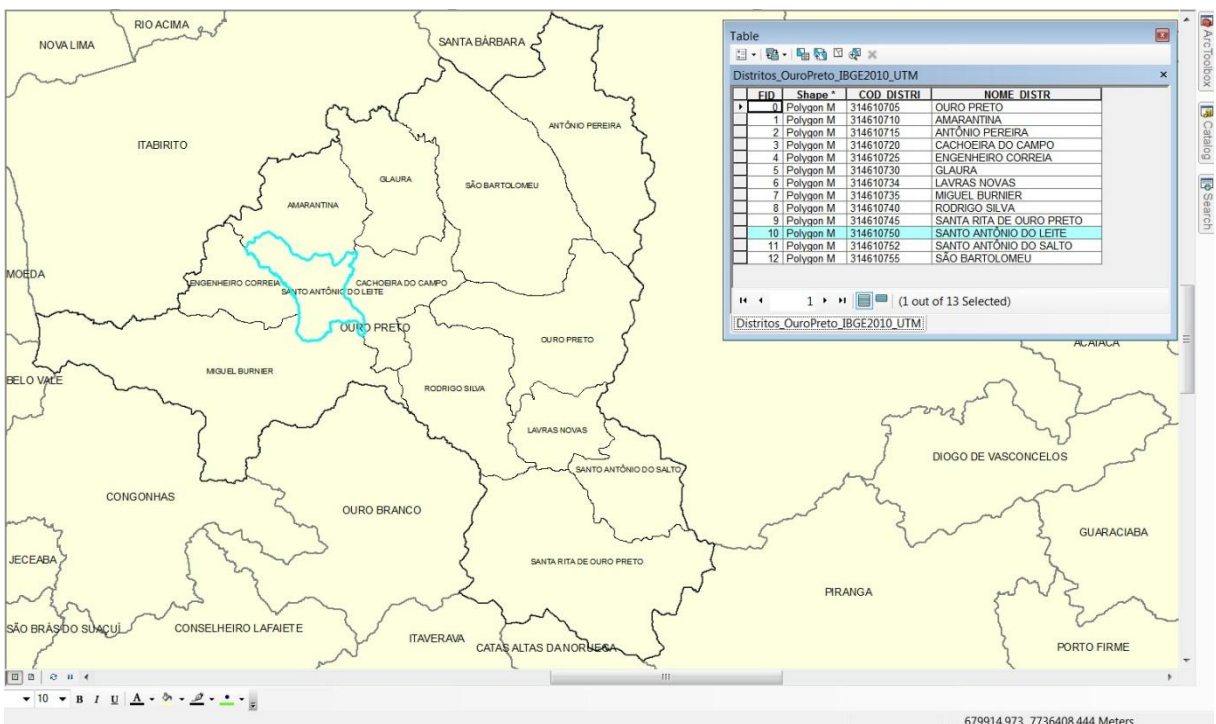 RIO ACIMA
NOVA LIMA
SANTA BÁRBARA
ITABIRITO
ANTÔNIO PEREIRA
GLAURA
SÃO BARTOLOMEU
AMARANTINA
MOEDA
ENGENHEIRO CORREIA
CACHOEIRA DO CAMPO
SANTO ANTÔNIO DO LEITE
OURO PRETO
OURO PRETO
MIGUEL BURNIER
BELO VALE
RODRIGO SILVA
LAVRAS NOVAS
SANTO ANTÔNIO DO SALTO
CONGONHAS
OURO BRANCO
JECEABA
SANTA RITA DE OURO PRETO
SÃO BRÁS DO SUAÇUÍ
CONSELHEIRO LAFAIETE
ITAVERAVA
CATAS ALTAS DA NORUEGA
ACAIACA
DIOGO DE VASCONCELOS
GUARACIABA
PIRANGA
PORTO FIRME
Table
Distritos_OuroPreto_IBGE2010_UTM
FID Shape * COD_DISTRI NOME_DISTR
0 Polygon M 314610705 OURO PRETO
1 Polygon M 314610710 AMARANTINA
2 Polygon M 314610715 ANTÔNIO PEREIRA
3 Polygon M 314610720 CACHOEIRA DO CAMPO
4 Polygon M 314610725 ENGENHEIRO CORREIA
5 Polygon M 314610730 GLAURA
6 Polygon M 314610734 LAVRAS NOVAS
7 Polygon M 314610735 MIGUEL BURNIER
8 Polygon M 314610740 RODRIGO SILVA
9 Polygon M 314610745 SANTA RITA DE OURO PRETO
10 Polygon M 314610750 SANTO ANTÔNIO DO LEITE
11 Polygon M 314610752 SANTO ANTÔNIO DO SALTO
12 Polygon M 314610755 SÃO BARTOLOMEU
1 (1 out of 13 Selected)
Distritos_OuroPreto_IBGE2010_UTM
ArcToolbox
Catalog
Search
10 B I U A
679914,973 7736408,444 Meters